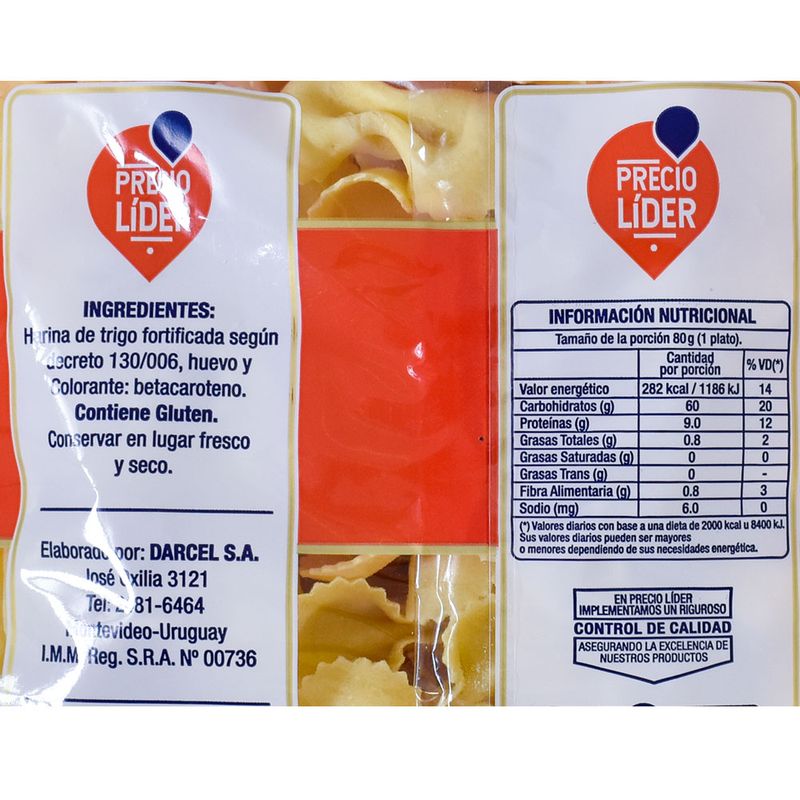 PRECIO
LÍDER
INGREDIENTES:
Harina de trigo fortificada según
decreto 130/006, huevo y
Colorante: betacaroteno.
Contiene Gluten.
Conservar en lugar fresco
y seco.
Elaborado por: DARCEL S.A.
José Oxilia 3121
Tel: 2481-6464
Montevideo-Uruguay
I.M.M. Reg. S.R.A. Nº 00736
PRECIO
LÍDER
INFORMACIÓN NUTRICIONAL
Tamaño de la porción 80g (1 plato).
Cantidad por porción % VD(*)
Valor energético 282 kcal / 1186 kJ 14
Carbohidratos (g) 60 20
Proteínas (g) 9.0 12
Grasas Totales (g) 0.8 2
Grasas Saturadas (g) 0 0
Grasas Trans (g) 0 -
Fibra Alimentaria (g) 0.8 3
Sodio (mg) 6.0 0
(*) Valores diarios con base a una dieta de 2000 kcal u 8400 kJ.
Sus valores diarios pueden ser mayores
o menores dependiendo de sus necesidades energética.
EN PRECIO LÍDER
IMPLEMENTAMOS UN RIGUROSO
CONTROL DE CALIDAD
ASEGURANDO LA EXCELENCIA DE
NUESTROS PRODUCTOS